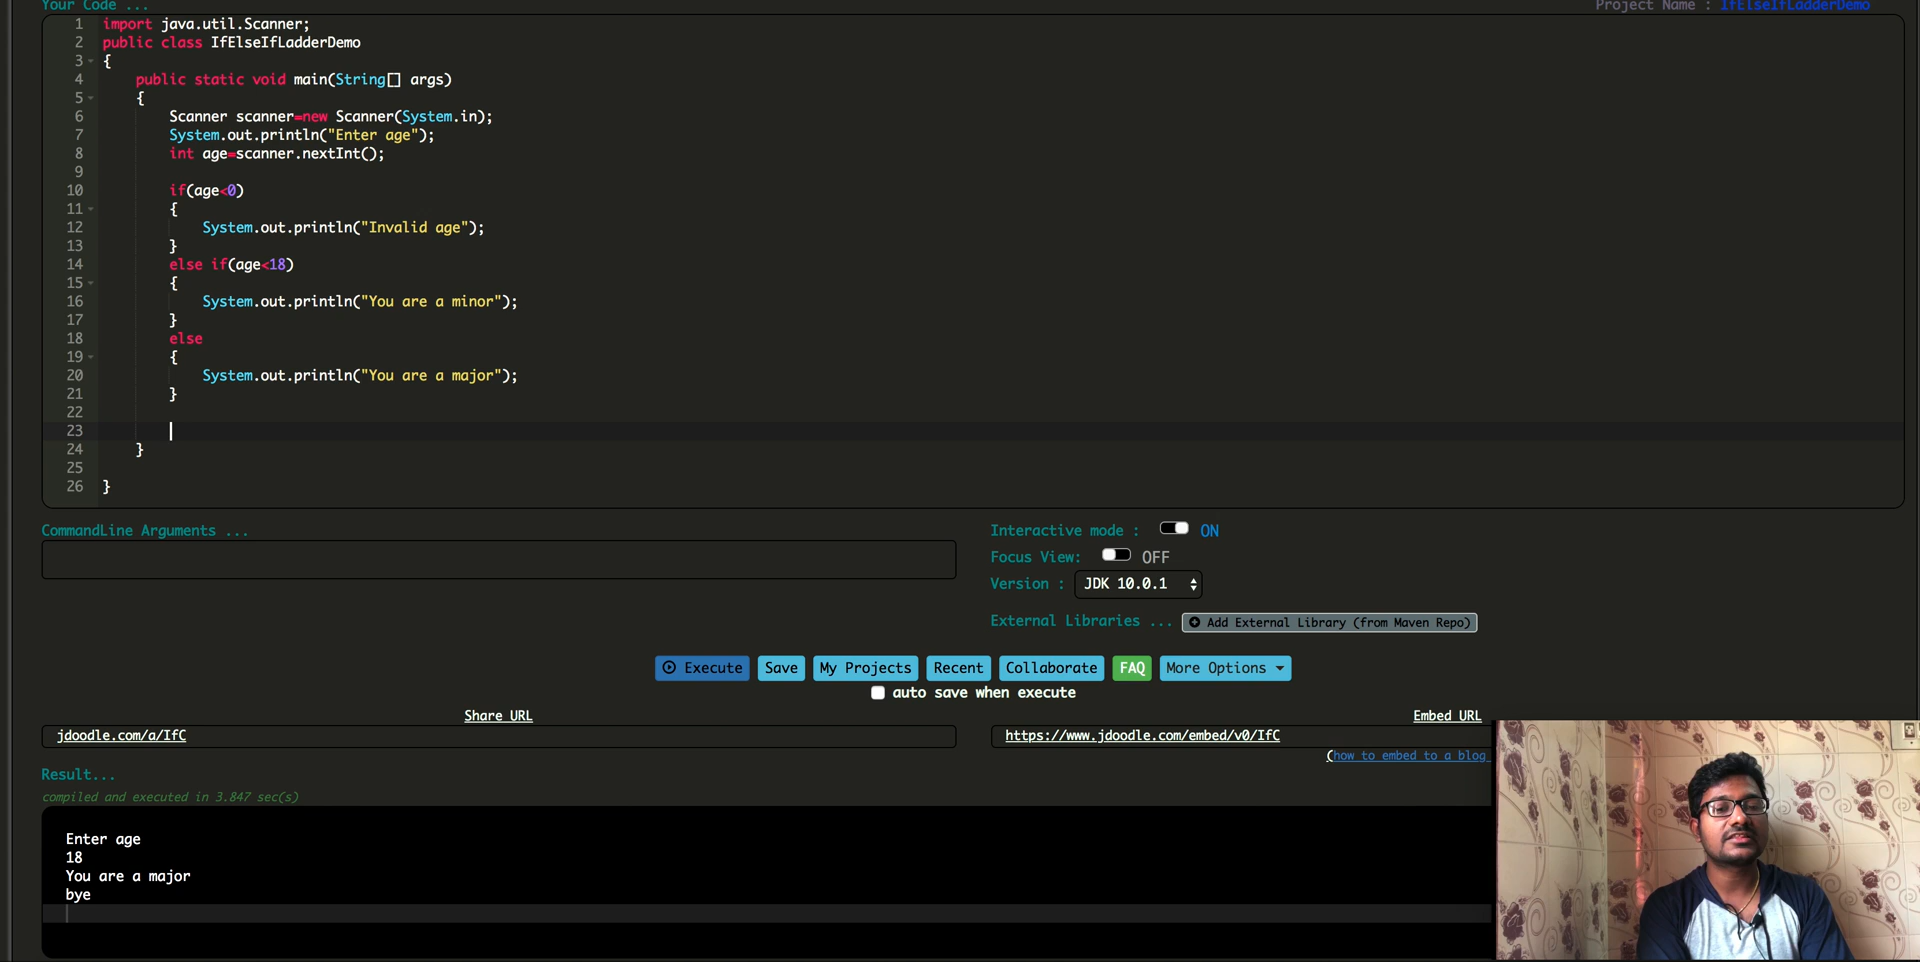 Your Code ...
Project Name : IfElseIfLadderDemo
1 import java.util.Scanner;
2 public class IfElseIfLadderDemo
3 {
4 public static void main(String[] args)
5 {
6 Scanner scanner=new Scanner(System.in);
7 System.out.println("Enter age");
8 int age=scanner.nextInt();
9
10 if(age<0)
11 {
12 System.out.println("Invalid age");
13 }
14 else if(age<18)
15 {
16 System.out.println("You are a minor");
17 }
18 else
19 {
20 System.out.println("You are a major");
21 }
22
23
24 }
25
26 }
CommandLine Arguments ...
Interactive mode : ON
Focus View: OFF
Version : JDK 10.0.1
External Libraries ... Add External Library (from Maven Repo)
Execute Save My Projects Recent Collaborate FAQ More Options
auto save when execute
Share URL
Embed URL
jdoodle.com/a/IfC
https://www.jdoodle.com/embed/v0/IfC
(how to embed to a blog
Result...
compiled and executed in 3.847 sec(s)
Enter age
18
You are a major
bye